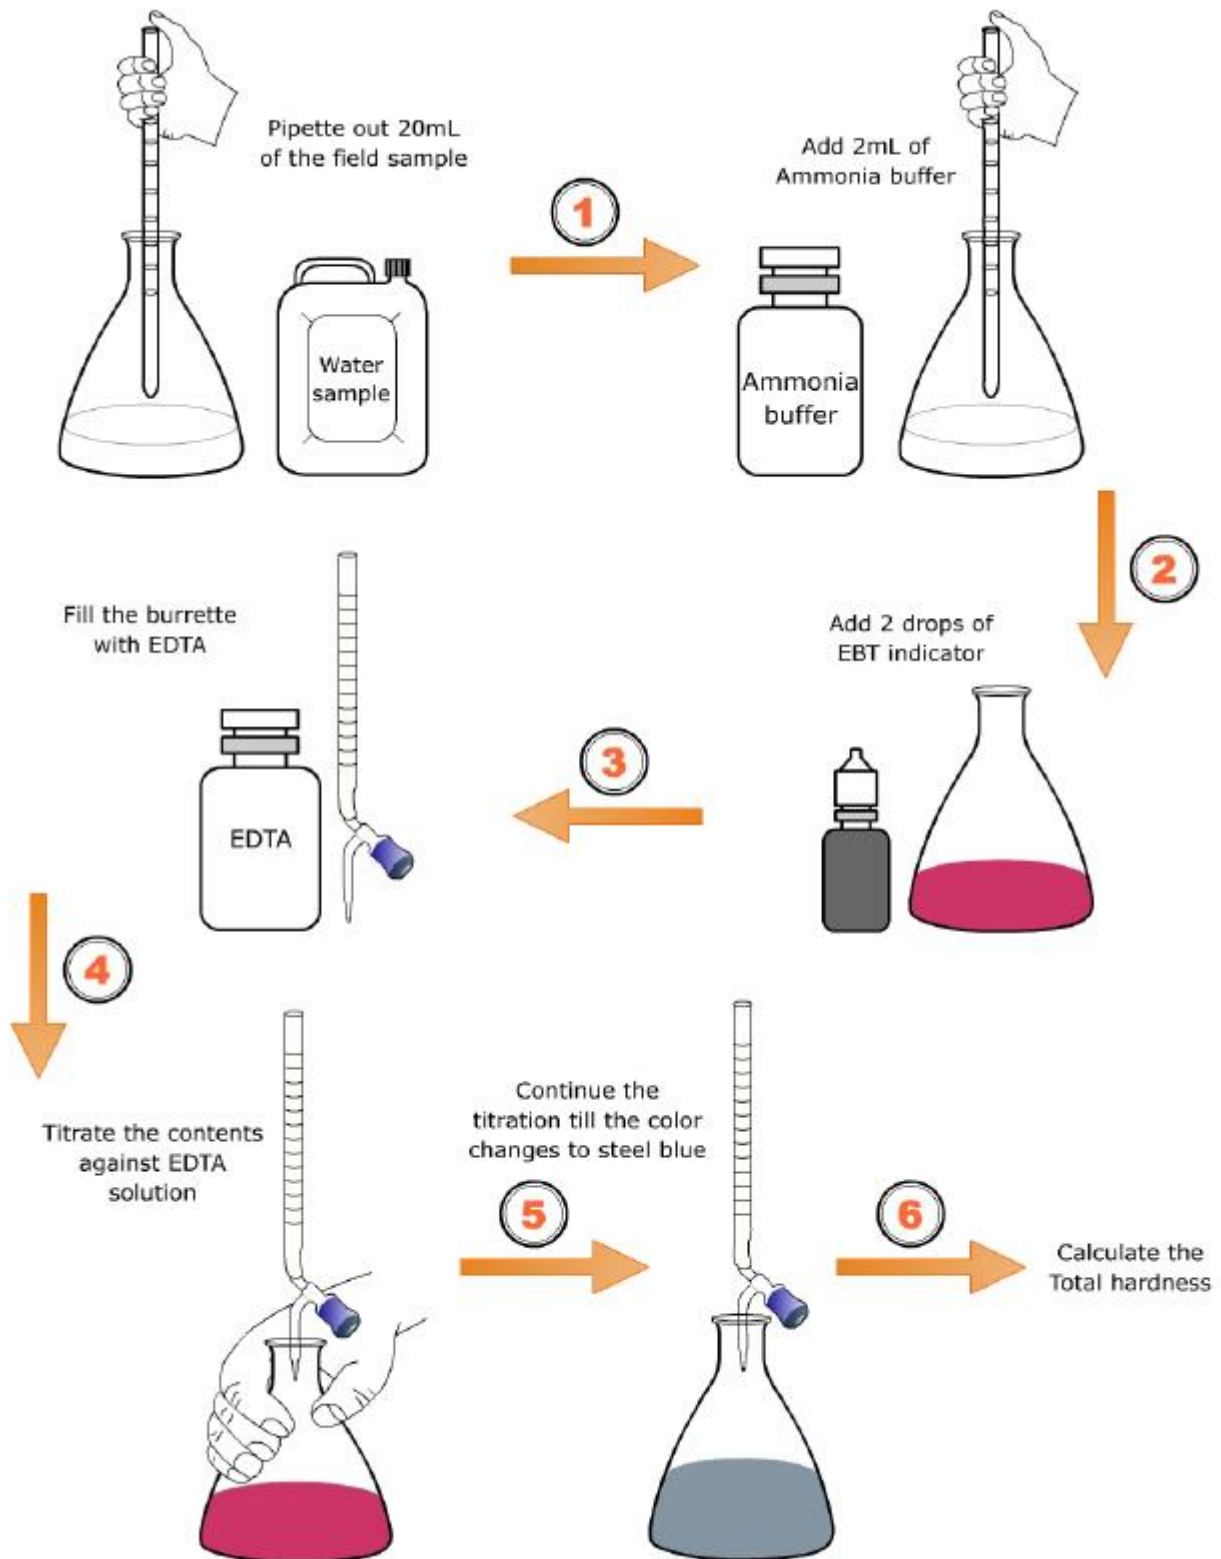 Pipette out 20mL
of the field sample
Water
sample
1
Add 2mL of
Ammonia buffer
Ammonia
buffer
2
Add 2 drops of
EBT indicator
3
Fill the burrette
with EDTA
EDTA
4
Titrate the contents
against EDTA
solution
5
Continue the
titration till the color
changes to steel blue
6
Calculate the
Total hardness